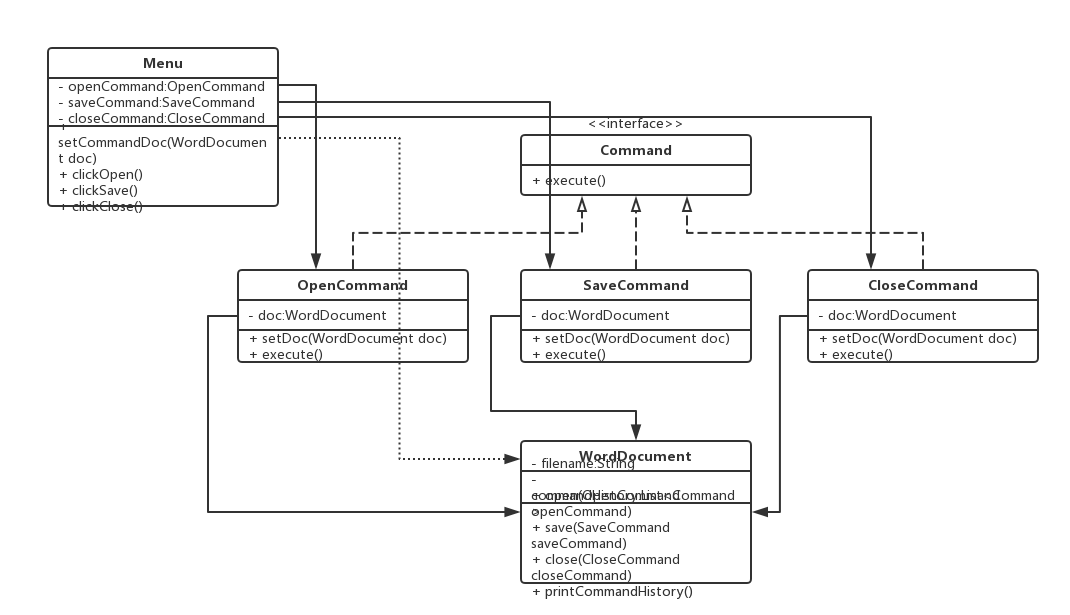 Menu
- openCommand:OpenCommand
- saveCommand:SaveCommand
- closeCommand:CloseCommand
+
setCommandDoc(WordDocumen
t doc)
+ clickOpen()
+ clickSave()
+ clickClose()
<<interface>>
Command
+ execute()
OpenCommand
- doc:WordDocument
+ setDoc(WordDocument doc)
+ execute()
SaveCommand
- doc:WordDocument
+ setDoc(WordDocument doc)
+ execute()
CloseCommand
- doc:WordDocument
+ setDoc(WordDocument doc)
+ execute()
WordDocument
- filename:String
-
commandHistory:List<Command
>
+ open(OpenCommand
openCommand)
+ save(SaveCommand
saveCommand)
+ close(CloseCommand
closeCommand)
+ printCommandHistory()